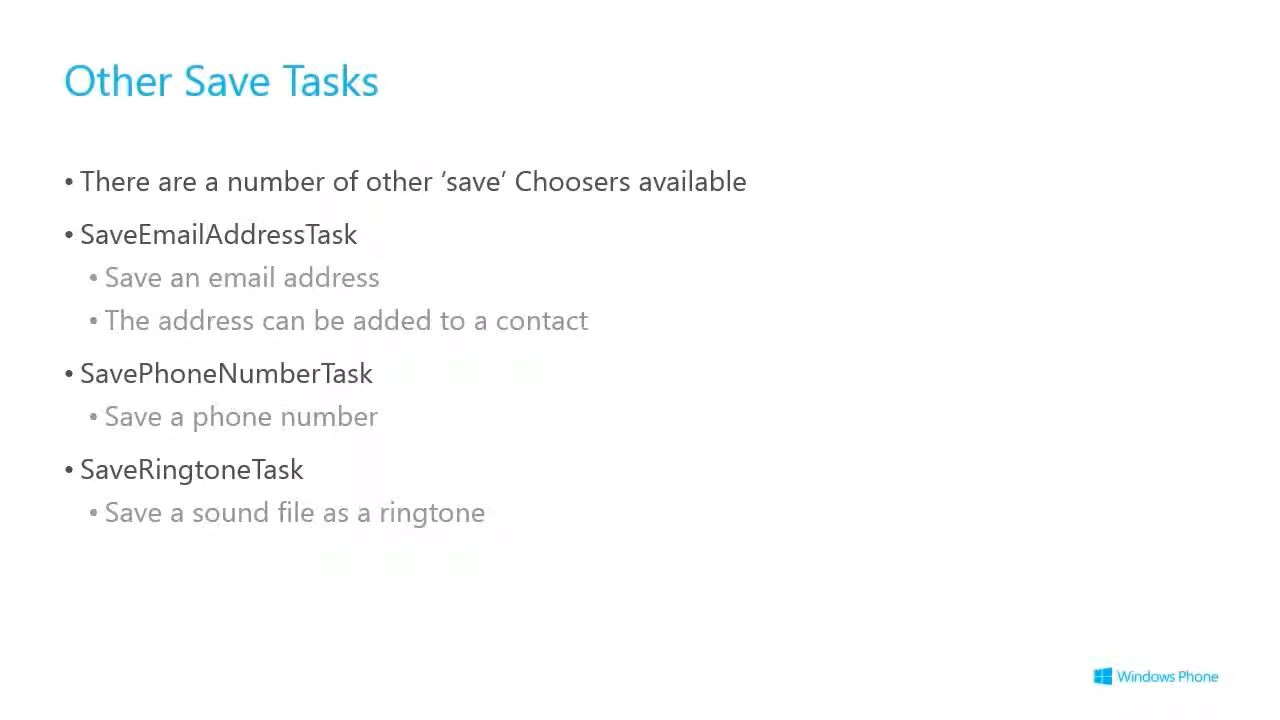 Other Save Tasks
• There are a number of other ‘save’ Choosers available
• SaveEmailAddressTask
• Save an email address
• The address can be added to a contact
• SavePhoneNumberTask
• Save a phone number
• SaveRingtoneTask
• Save a sound file as a ringtone
Windows Phone